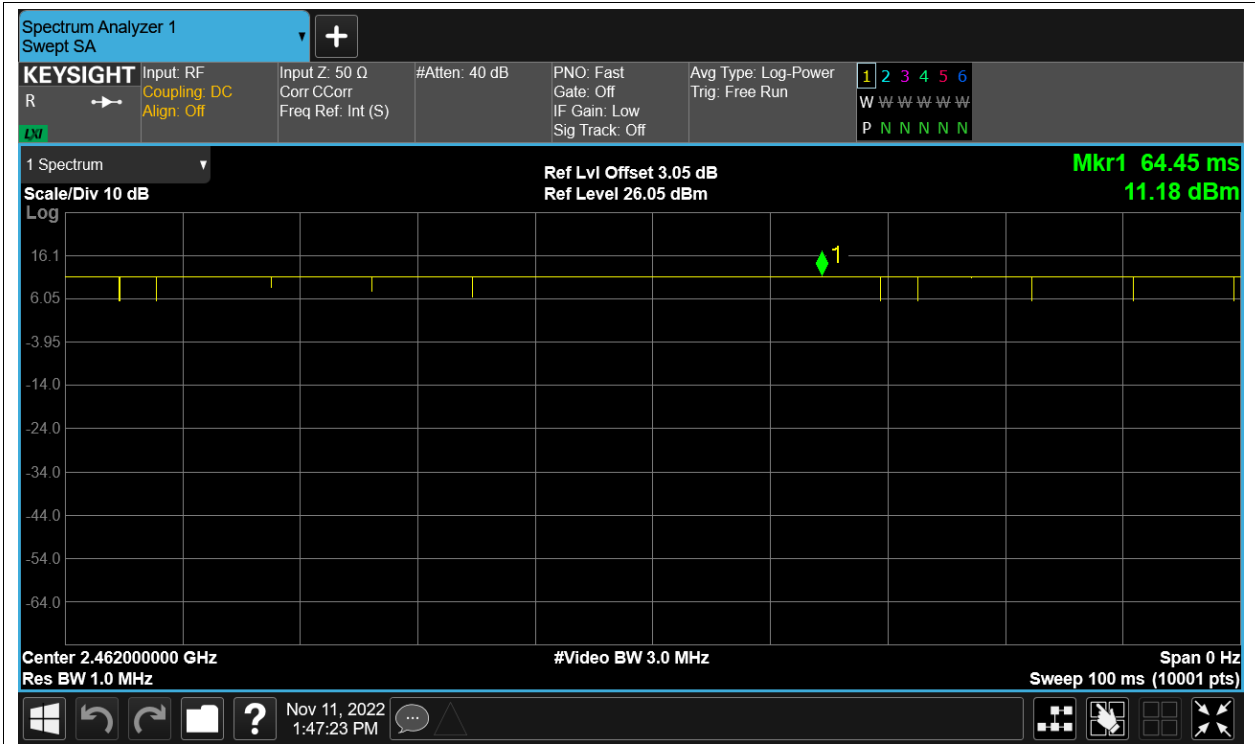 Spectrum Analyzer 1
Swept SA
KEYSIGHT
R
LXI
Input: RF
Coupling: DC
Align: Off
Input Z: 50 Ω
Corr CCorr
Freq Ref: Int (S)
#Atten: 40 dB
PNO: Fast
Gate: Off
IF Gain: Low
Sig Track: Off
Avg Type: Log-Power
Trig: Free Run
1 2 3 4 5 6
W W W W W W
P N N N N N
1 Spectrum
Scale/Div 10 dB
Log
Ref Lvl Offset 3.05 dB
Ref Level 26.05 dBm
Mkr1 64.45 ms
11.18 dBm
1
16.1
6.05
-3.95
-14.0
-24.0
-34.0
-44.0
-54.0
-64.0
Center 2.462000000 GHz
#Video BW 3.0 MHz
Span 0 Hz
Res BW 1.0 MHz
Sweep 100 ms (10001 pts)
?
Nov 11, 2022
1:47:23 PM